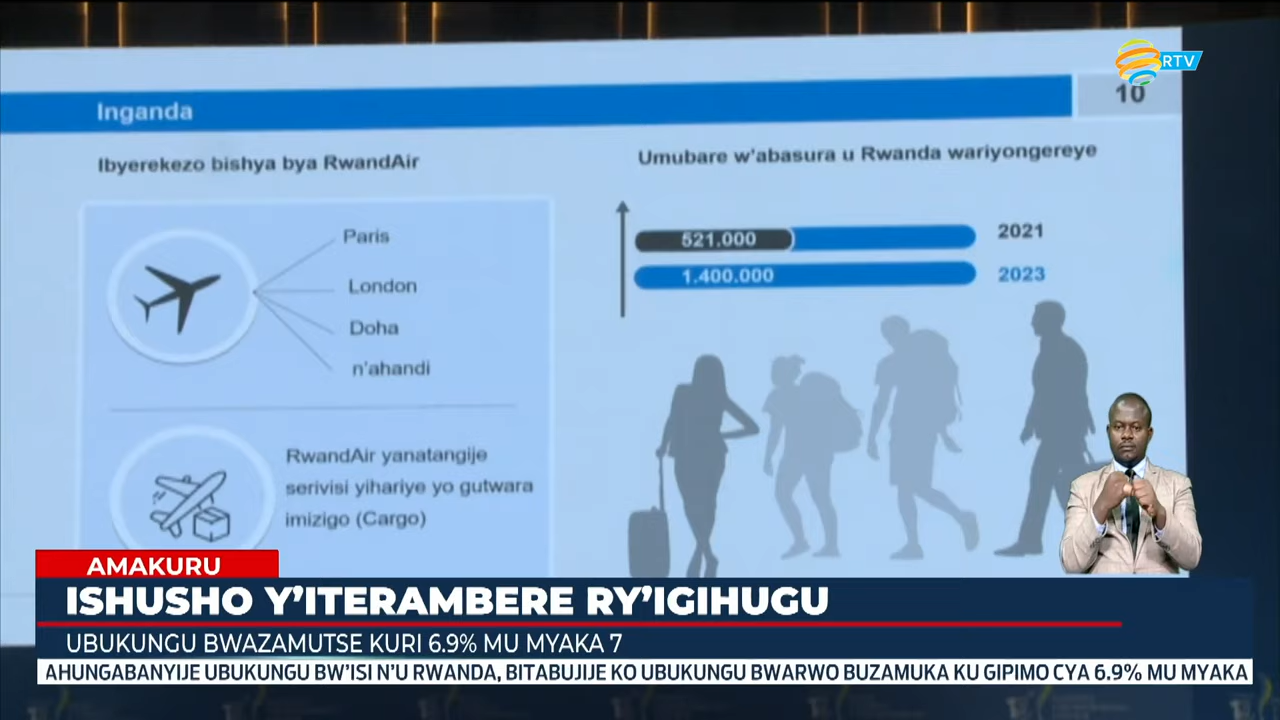 RTV
Inganda
10
Ibyerekezo bishya bya RwandAir
Paris
London
Doha
n'ahandi
RwandAir yanatangije
serivisi yihariye yo gutwara
imizigo (Cargo)
Umubare w'abasura u Rwanda wariyongereye
521.000
2021
1.400.000
2023
AMAKURU
ISHUSHO Y'ITERAMBERE RY'IGIHUGU
UBUKUNGU BWAZAMUTSE KURI 6.9% MU MYAKA 7
AHUNGABANYIJE UBUKUNGU BW'ISI N'U RWANDA, BITABUJIJE KO UBUKUNGU BWARWO BUZAMUKA KU GIPIMO CYA 6.9% MU MYAKA